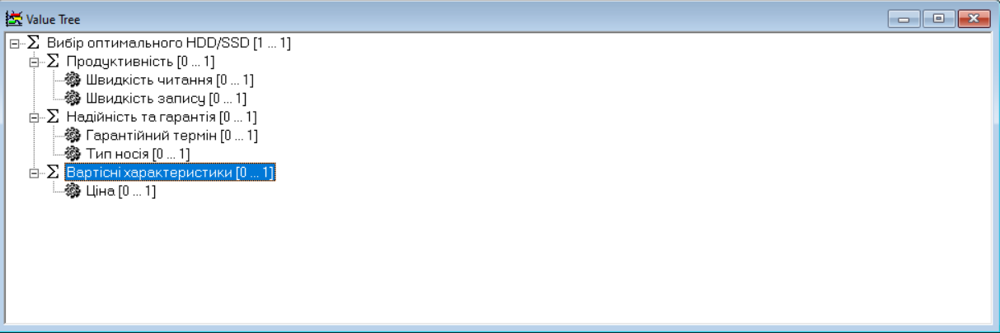 Value Tree
Σ Вибір оптимального HDD/SSD [1 ... 1]
Σ Продуктивність [0 ... 1]
Швидкість читання [0 ... 1]
Швидкість запису [0 ... 1]
Σ Надійність та гарантія [0 ... 1]
Гарантійний термін [0 ... 1]
Тип носія [0 ... 1]
Σ Вартісні характеристики [0 ... 1]
Ціна [0 ... 1]